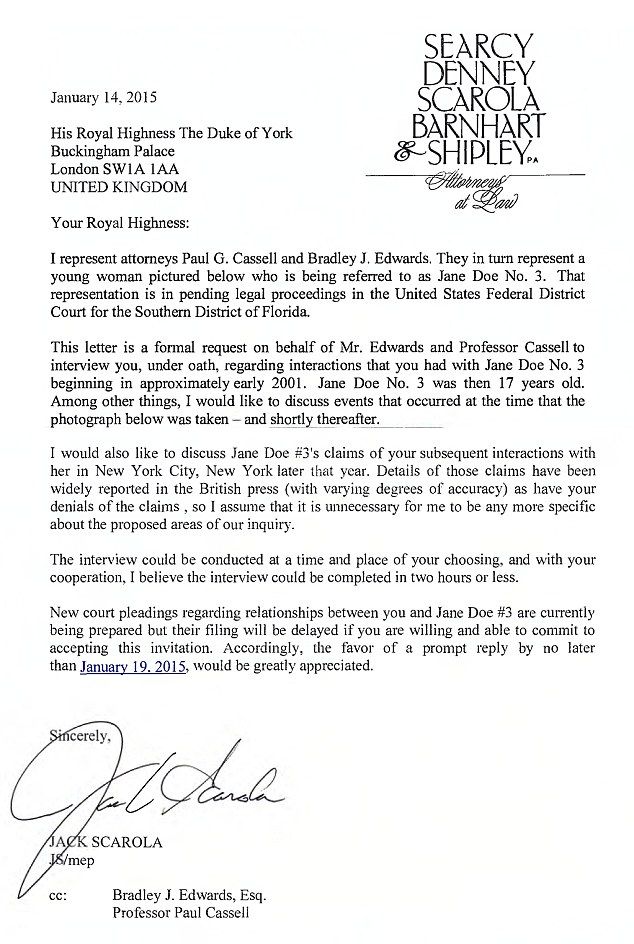 SEARCY
DENNEY
SCAROLA
BARNHART
& SHIPLEY PA
Attorneys
at Law
January 14, 2015
His Royal Highness The Duke of York
Buckingham Palace
London SW1A 1AA
UNITED KINGDOM
Your Royal Highness:
I represent attorneys Paul G. Cassell and Bradley J. Edwards. They in turn represent a
young woman pictured below who is being referred to as Jane Doe No. 3. That
representation is in pending legal proceedings in the United States Federal District
Court for the Southern District of Florida.
This letter is a formal request on behalf of Mr. Edwards and Professor Cassell to
interview you, under oath, regarding interactions that you had with Jane Doe No. 3
beginning in approximately early 2001. Jane Doe No. 3 was then 17 years old.
Among other things, I would like to discuss events that occurred at the time that the
photograph below was taken – and shortly thereafter.
I would also like to discuss Jane Doe #3's claims of your subsequent interactions with
her in New York City, New York later that year. Details of those claims have been
widely reported in the British press (with varying degrees of accuracy) as have your
denials of the claims , so I assume that it is unnecessary for me to be any more specific
about the proposed areas of our inquiry.
The interview could be conducted at a time and place of your choosing, and with your
cooperation, I believe the interview could be completed in two hours or less.
New court pleadings regarding relationships between you and Jane Doe #3 are currently
being prepared but their filing will be delayed if you are willing and able to commit to
accepting this invitation. Accordingly, the favor of a prompt reply by no later
than January 19. 2015, would be greatly appreciated.
Sincerely,
Jack Scarola
JACK SCAROLA
JS/mep
cc: Bradley J. Edwards, Esq.
Professor Paul Cassell